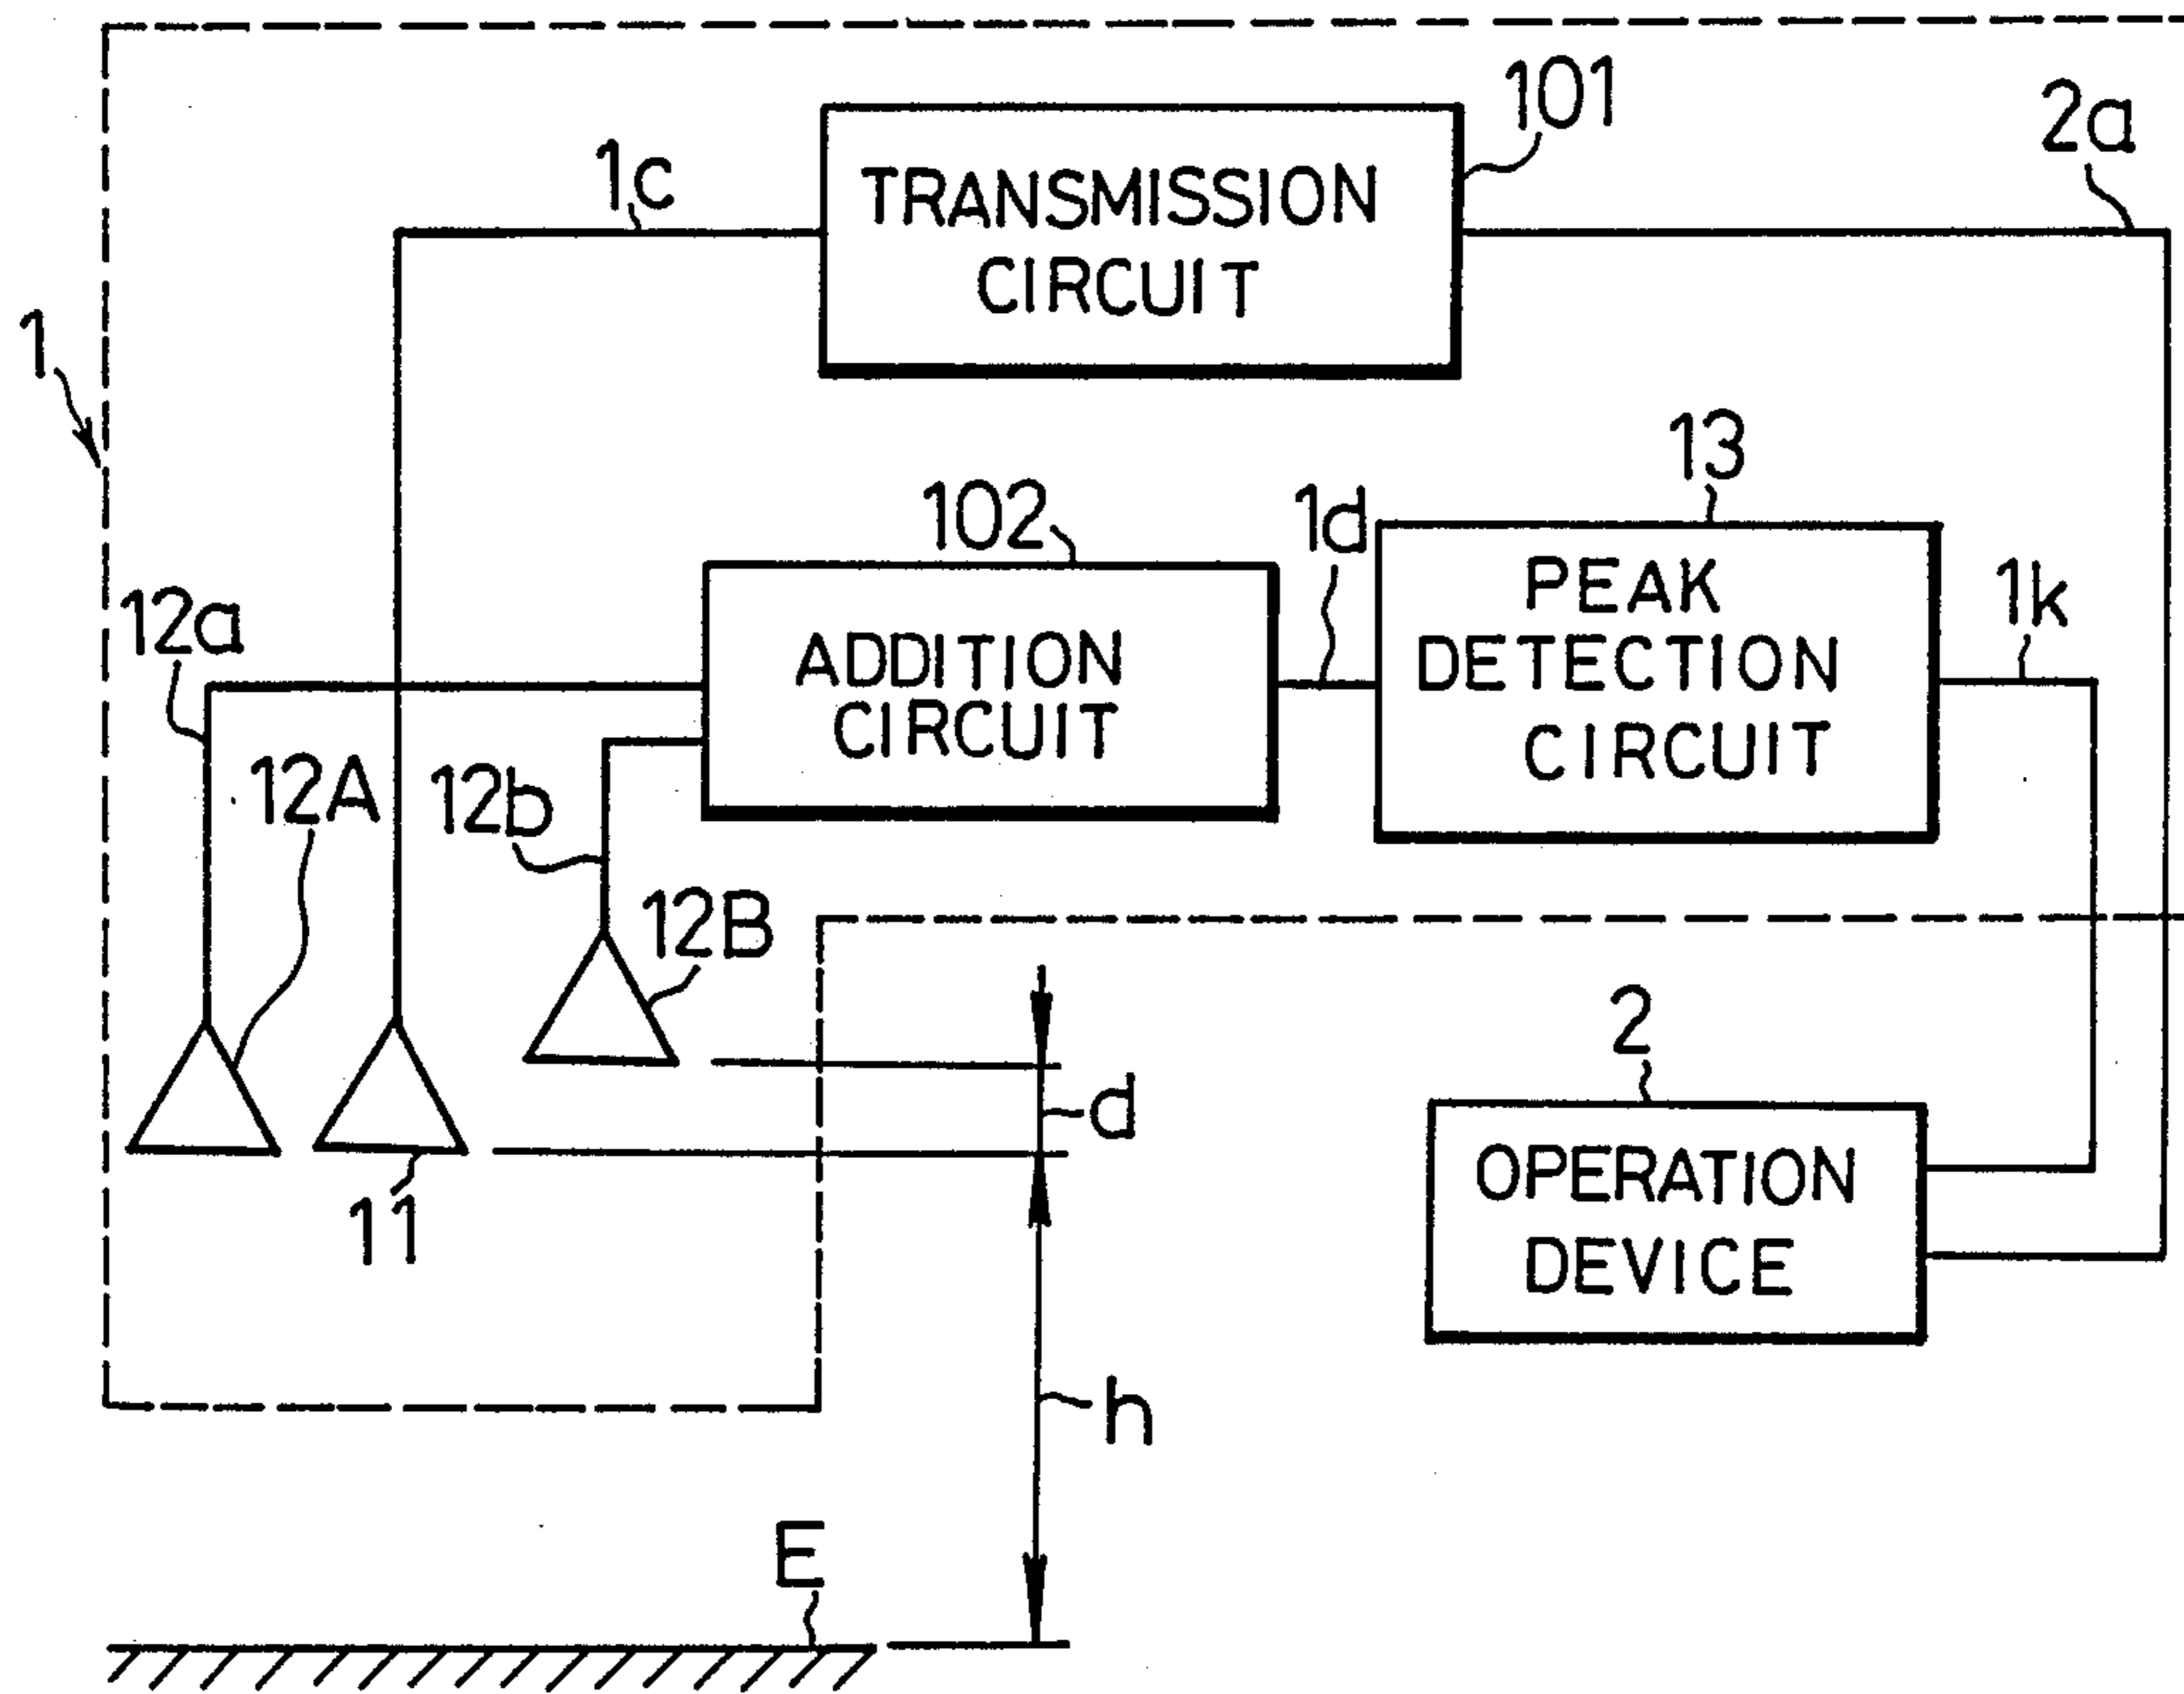 101
2a
1c
TRANSMISSION
CIRCUIT
1
13
102
1d
PEAK
DETECTION
CIRCUIT
1k
12a
ADDITION
CIRCUIT
12A
12b
12B
2
d
OPERATION
DEVICE
11
h
E